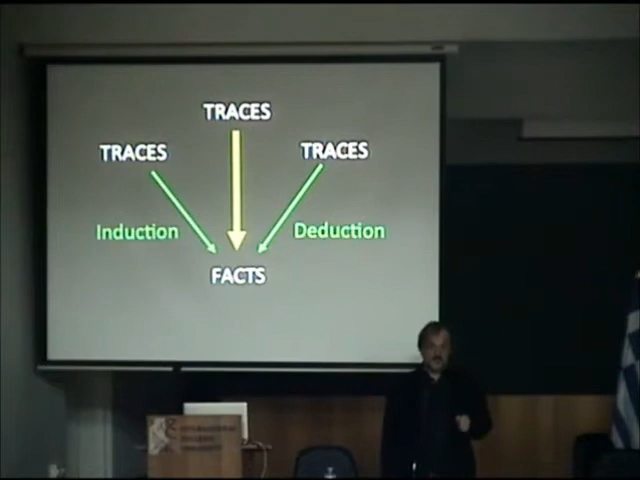 TRACES
TRACES
TRACES
Induction
Deduction
FACTS